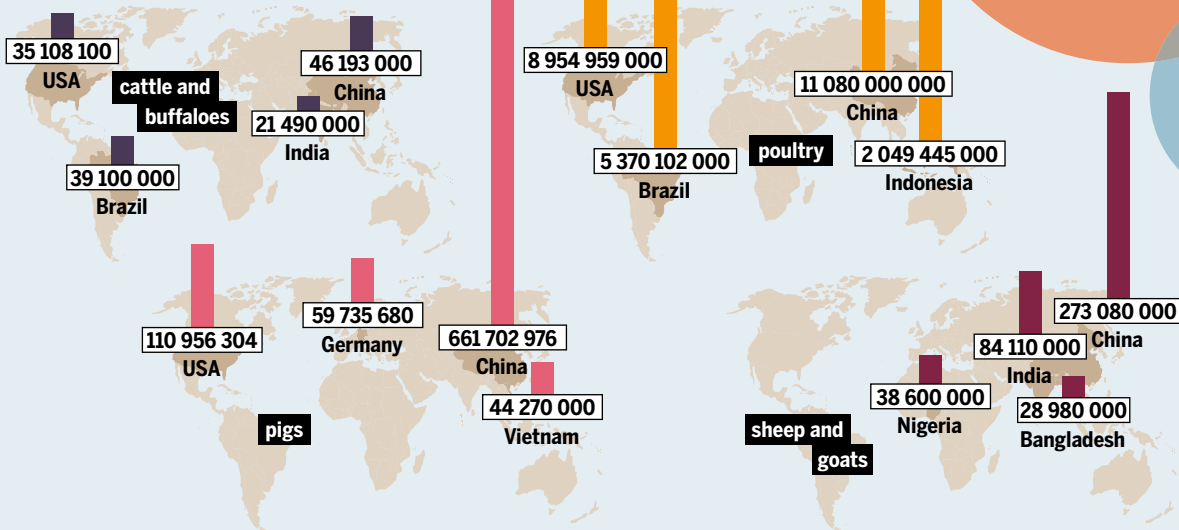 35 108 100
USA
cattle and
buffaloes
46 193 000
China
21 490 000
India
39 100 000
Brazil
8 954 959 000
USA
11 080 000 000
China
5 370 102 000
Brazil
poultry
2 049 445 000
Indonesia
110 956 304
USA
59 735 680
Germany
661 702 976
China
44 270 000
Vietnam
pigs
273 080 000
China
84 110 000
India
38 600 000
Nigeria
28 980 000
Bangladesh
sheep and
goats